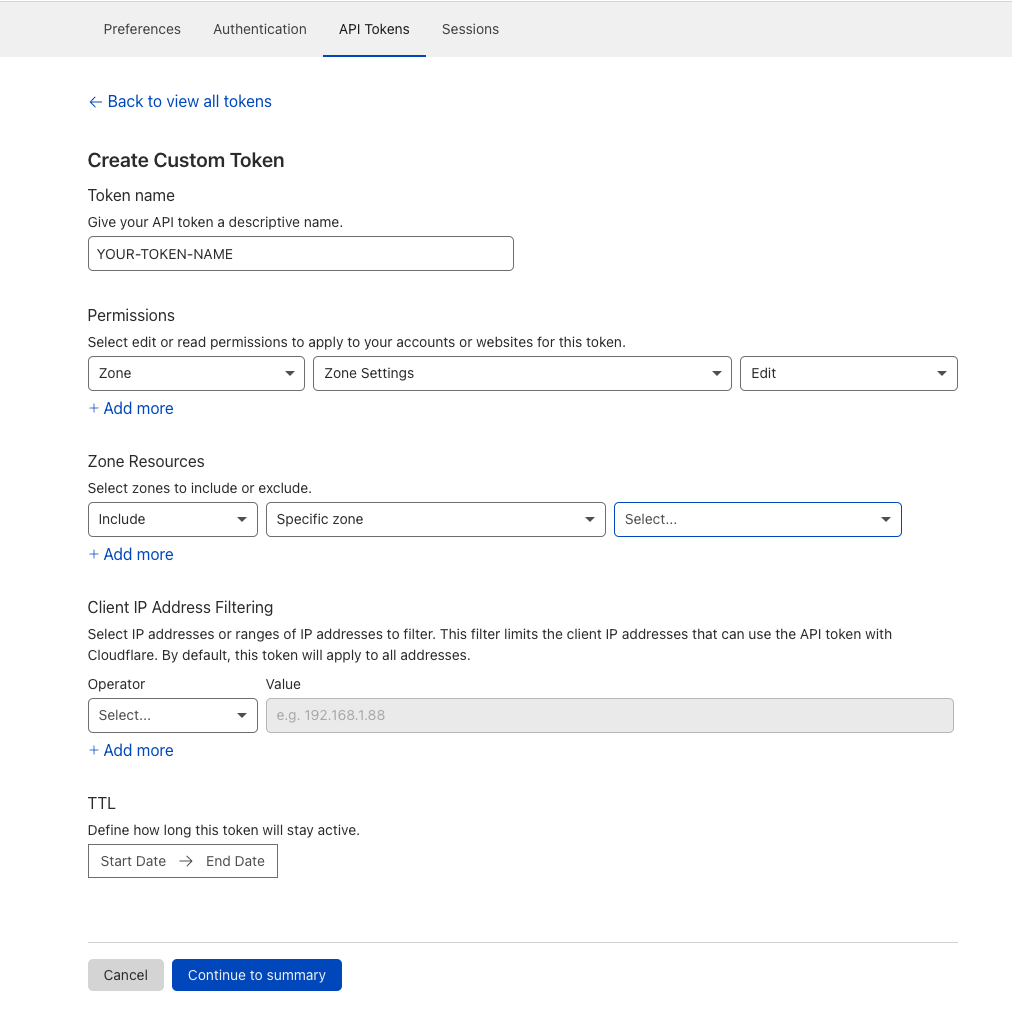 Preferences Authentication API Tokens Sessions
← Back to view all tokens
Create Custom Token
Token name
Give your API token a descriptive name.
YOUR-TOKEN-NAME
Permissions
Select edit or read permissions to apply to your accounts or websites for this token.
Zone Zone Settings Edit
+ Add more
Zone Resources
Select zones to include or exclude.
Include Specific zone Select...
+ Add more
Client IP Address Filtering
Select IP addresses or ranges of IP addresses to filter. This filter limits the client IP addresses that can use the API token with
Cloudflare. By default, this token will apply to all addresses.
Operator Value
Select... e.g. 192.168.1.88
+ Add more
TTL
Define how long this token will stay active.
Start Date → End Date
Cancel Continue to summary